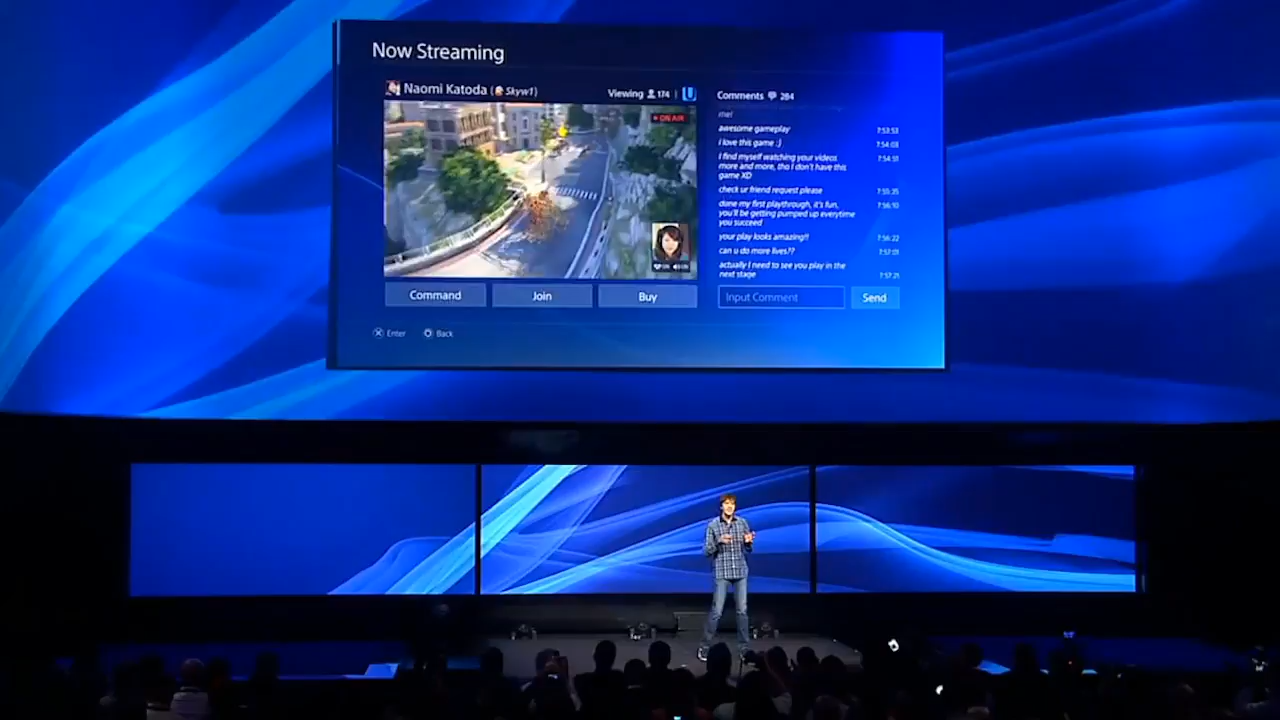 Now Streaming
Naomi Katoda (Skyw1)
Viewing 174
U
ON AIR
Command
Join
Buy
Enter
Back
Comments 284
me!
awesome gameplay 7:53:53
i love this game :) 7:54:03
I find myself watching your videos 7:54:51
more and more, tho I don't have this
game XD
check ur friend request please 7:55:35
done my first playthrough, it's fun, 7:56:10
you'll be getting pumped up everytime
you succeed
your play looks amazing!! 7:56:22
can u do more lives?? 7:57:01
actually I need to see you play in the
next stage 7:57:21
Input Comment
Send